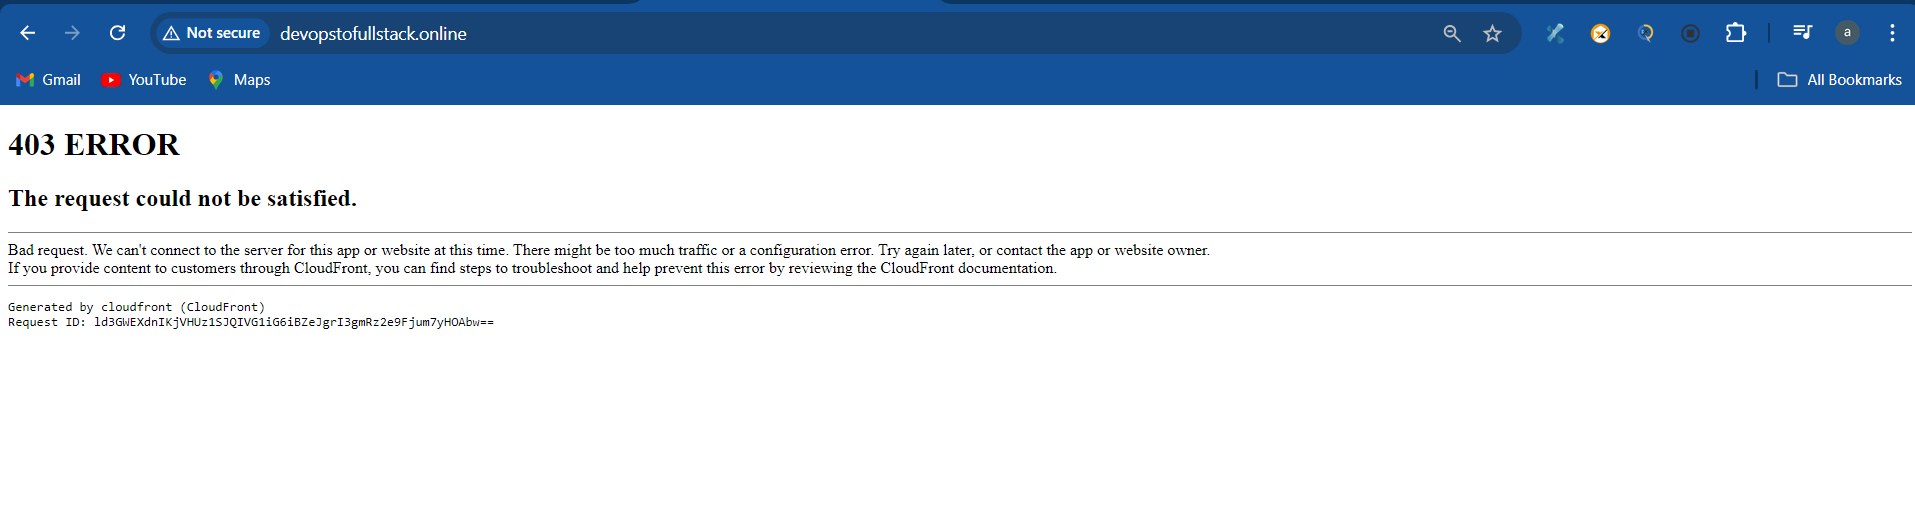 Not secure devopstofullstack.online
a
Gmail YouTube Maps All Bookmarks
403 ERROR
The request could not be satisfied.
Bad request. We can't connect to the server for this app or website at this time. There might be too much traffic or a configuration error. Try again later, or contact the app or website owner.
If you provide content to customers through CloudFront, you can find steps to troubleshoot and help prevent this error by reviewing the CloudFront documentation.
Generated by cloudfront (CloudFront)
Request ID: ld3GWEXdnIKjVHUz1SJQIVG1iG6iBZeJgrI3gmRz2e9Fjum7yHOAbw==